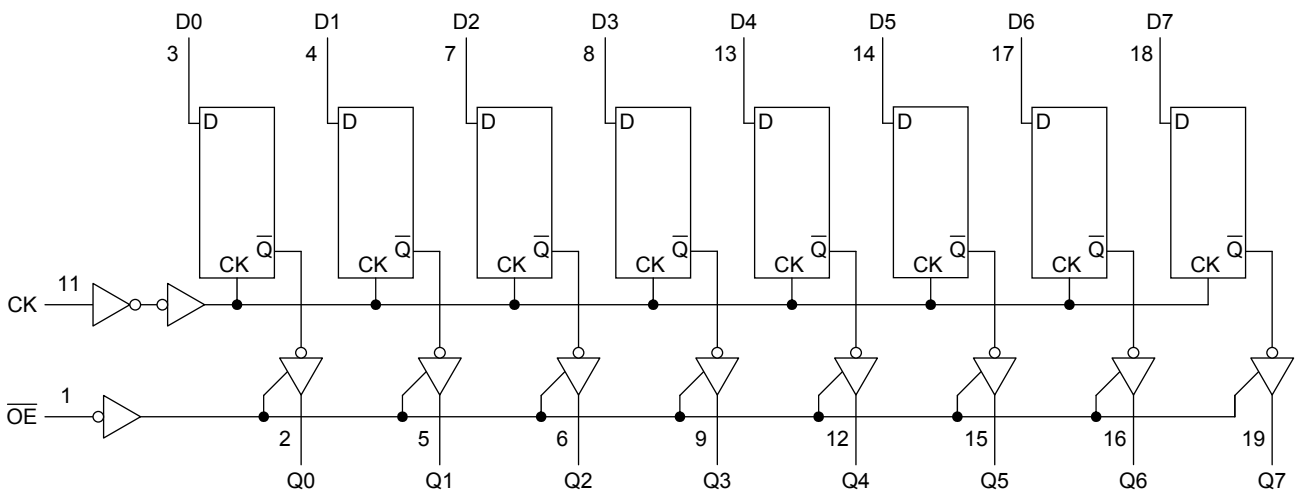 D0 D1 D2 D3 D4 D5 D6 D7
3 4 7 8 13 14 17 18
D D D D D D D D
Q̅ Q̅ Q̅ Q̅ Q̅ Q̅ Q̅ Q̅
CK CK CK CK CK CK CK CK
11
CK
1
O̅E̅
2 5 6 9 12 15 16 19
Q0 Q1 Q2 Q3 Q4 Q5 Q6 Q7